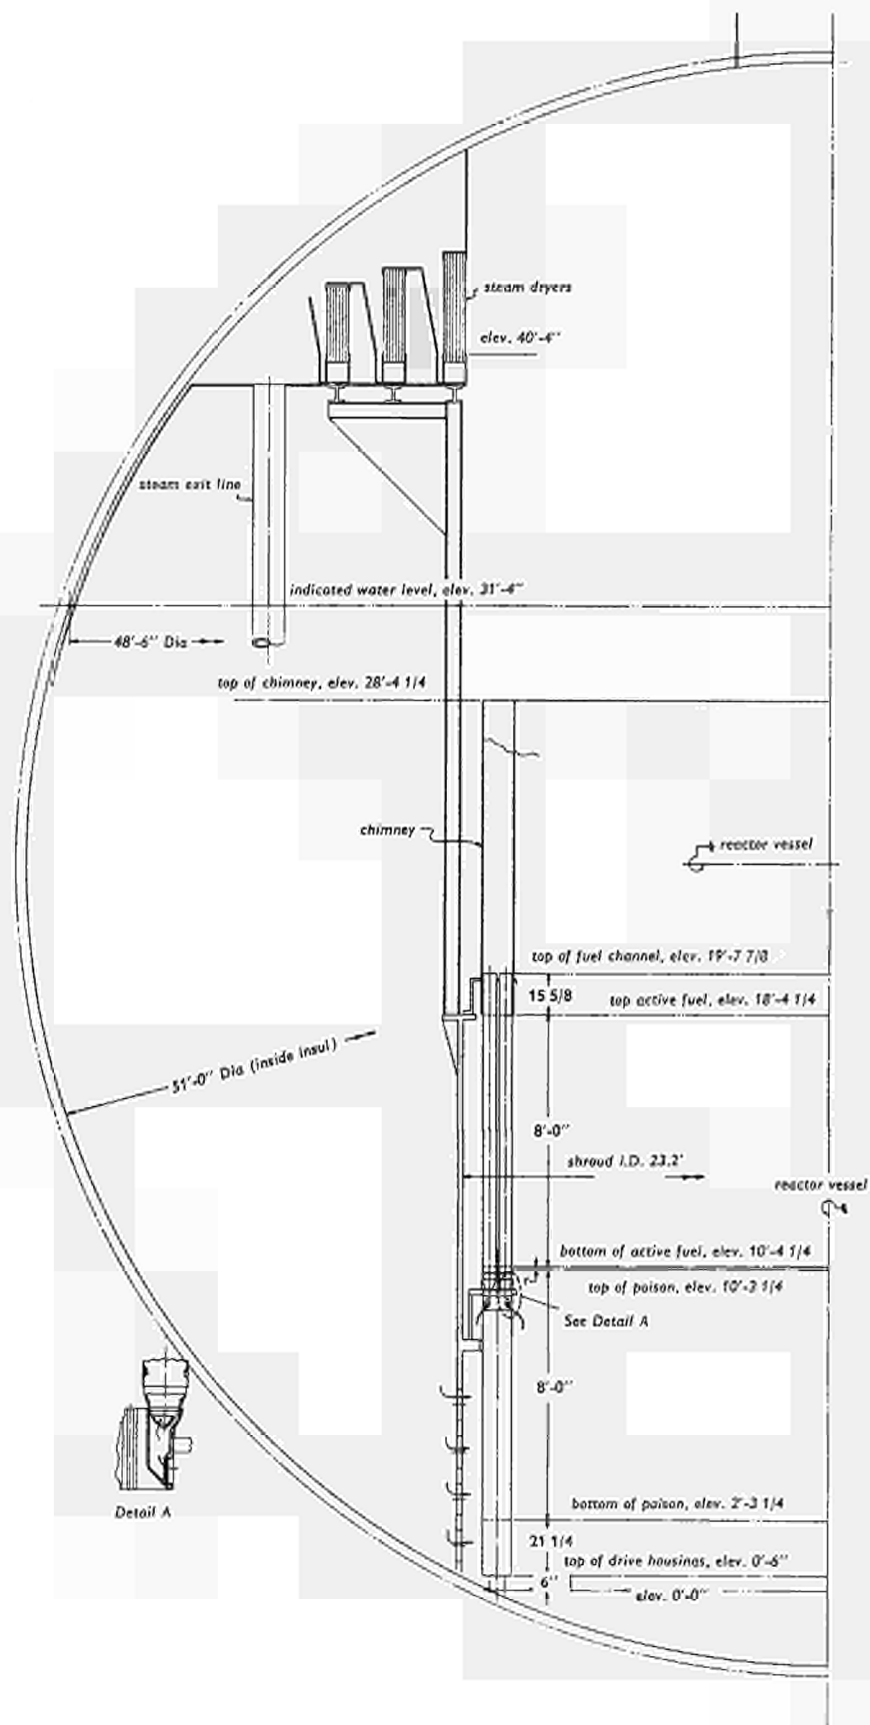 steam dryers
elev. 40'-4"
steam exit line
indicated water level, elev. 31'-4"
48'-6" Dia
top of chimney, elev. 28'-4 1/4
chimney
reactor vessel
top of fuel channel, elev. 19'-7 7/8
15 5/8
top active fuel, elev. 18'-4 1/4
51'-0" Dia (inside insul)
8'-0"
shroud I.D. 23.2'
reactor vessel
bottom of active fuel, elev. 10'-4 1/4
top of poison, elev. 10'-3 1/4
See Detail A
8'-0"
Detail A
bottom of poison, elev. 2'-3 1/4
21 1/4
top of drive housings, elev. 0'-6"
6"
elev. 0'-0"